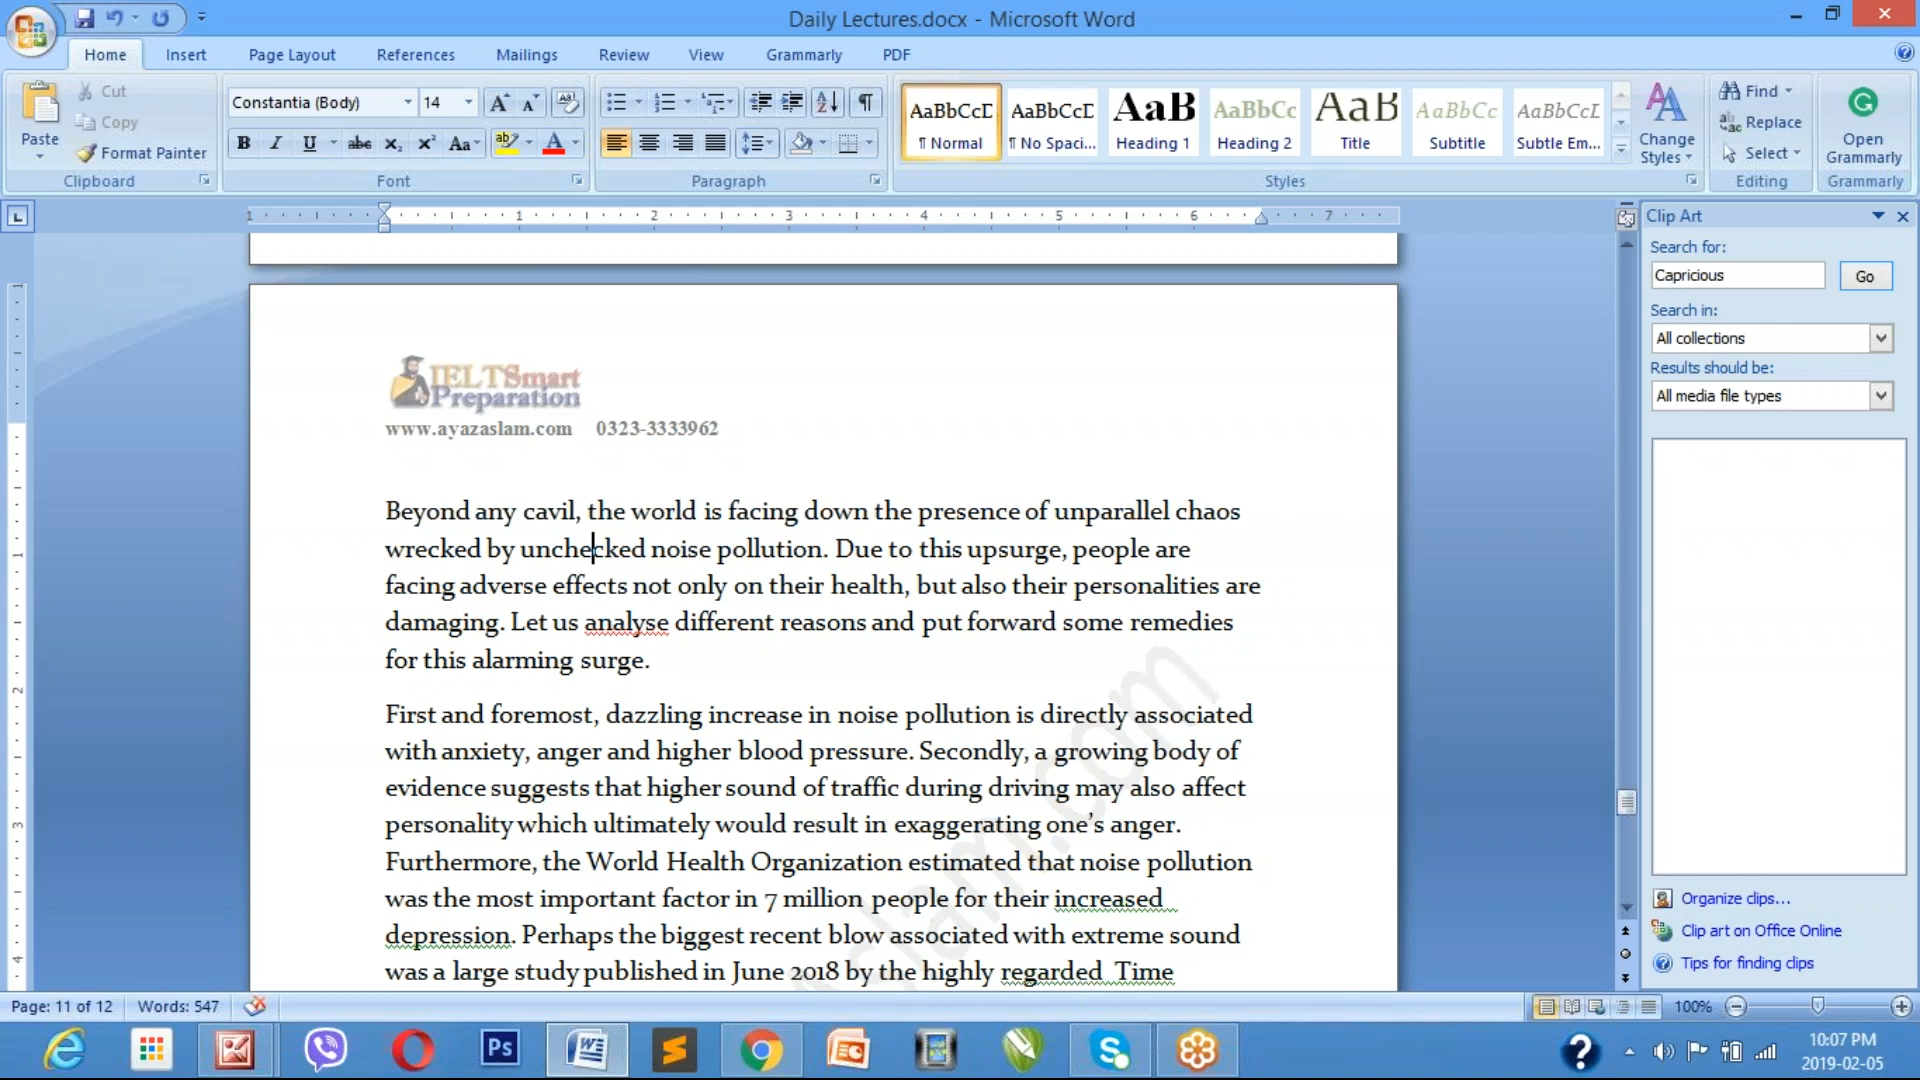 Daily Lectures.docx - Microsoft Word
Home Insert Page Layout References Mailings Review View Grammarly PDF
Paste
Cut
Copy
Format Painter
Clipboard
Constantia (Body) 14
Font
Paragraph
AaBbCcD AaBbCcD AaB AaBbCc AaB AaBbCc AaBbCcD
¶ Normal ¶ No Spaci... Heading 1 Heading 2 Title Subtitle Subtle Em...
Change
Styles
Styles
Find
Replace
Select
Editing
Open
Grammarly
Grammarly
1 1 2 3 4 5 6 7
Clip Art
Search for:
Capricious Go
Search in:
All collections
Results should be:
All media file types
Organize clips...
Clip art on Office Online
Tips for finding clips
IELTSmart
Preparation
www.ayazaslam.com 0323-3333962
Beyond any cavil, the world is facing down the presence of unparallel chaos
wrecked by unchecked noise pollution. Due to this upsurge, people are
facing adverse effects not only on their health, but also their personalities are
damaging. Let us analyse different reasons and put forward some remedies
for this alarming surge.
First and foremost, dazzling increase in noise pollution is directly associated
with anxiety, anger and higher blood pressure. Secondly, a growing body of
evidence suggests that higher sound of traffic during driving may also affect
personality which ultimately would result in exaggerating one's anger.
Furthermore, the World Health Organization estimated that noise pollution
was the most important factor in 7 million people for their increased
depression. Perhaps the biggest recent blow associated with extreme sound
was a large study published in June 2018 by the highly regarded Time
Page: 11 of 12 Words: 547 100%
Ps
10:07 PM
2019-02-05